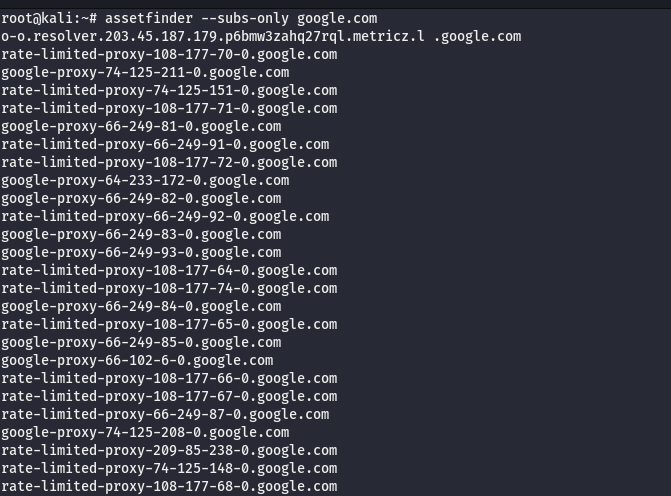 root@kali:~# assetfinder --subs-only google.com
o-o.resolver.203.45.187.179.p6bmw3zahq27rql.metricz.l .google.com
rate-limited-proxy-108-177-70-0.google.com
google-proxy-74-125-211-0.google.com
rate-limited-proxy-74-125-151-0.google.com
rate-limited-proxy-108-177-71-0.google.com
google-proxy-66-249-81-0.google.com
rate-limited-proxy-66-249-91-0.google.com
rate-limited-proxy-108-177-72-0.google.com
google-proxy-64-233-172-0.google.com
google-proxy-66-249-82-0.google.com
rate-limited-proxy-66-249-92-0.google.com
google-proxy-66-249-83-0.google.com
google-proxy-66-249-93-0.google.com
rate-limited-proxy-108-177-64-0.google.com
rate-limited-proxy-108-177-74-0.google.com
google-proxy-66-249-84-0.google.com
rate-limited-proxy-108-177-65-0.google.com
google-proxy-66-249-85-0.google.com
google-proxy-66-102-6-0.google.com
rate-limited-proxy-108-177-66-0.google.com
rate-limited-proxy-108-177-67-0.google.com
rate-limited-proxy-66-249-87-0.google.com
google-proxy-74-125-208-0.google.com
rate-limited-proxy-209-85-238-0.google.com
rate-limited-proxy-74-125-148-0.google.com
rate-limited-proxy-108-177-68-0.google.com